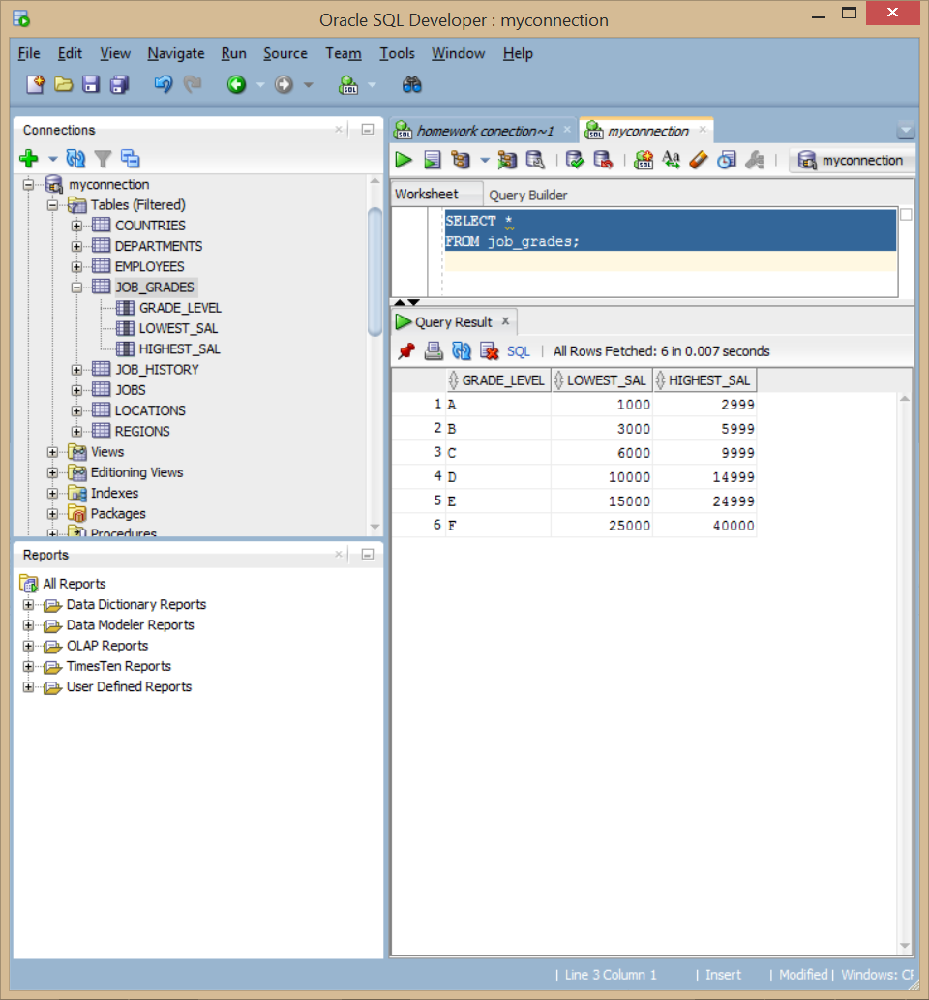 Oracle SQL Developer : myconnection
File Edit View Navigate Run Source Team Tools Window Help
Connections
myconnection
Tables (Filtered)
COUNTRIES
DEPARTMENTS
EMPLOYEES
JOB_GRADES
GRADE_LEVEL
LOWEST_SAL
HIGHEST_SAL
JOB_HISTORY
JOBS
LOCATIONS
REGIONS
Views
Editioning Views
Indexes
Packages
Procedures
Reports
All Reports
Data Dictionary Reports
Data Modeler Reports
OLAP Reports
TimesTen Reports
User Defined Reports
homework conection~1 myconnection
myconnection
Worksheet Query Builder
SELECT *
FROM job_grades;
Query Result
SQL | All Rows Fetched: 6 in 0.007 seconds
GRADE_LEVEL LOWEST_SAL HIGHEST_SAL
1 A 1000 2999
2 B 3000 5999
3 C 6000 9999
4 D 10000 14999
5 E 15000 24999
6 F 25000 40000
| Line 3 Column 1 | Insert | Modified | Windows: CF